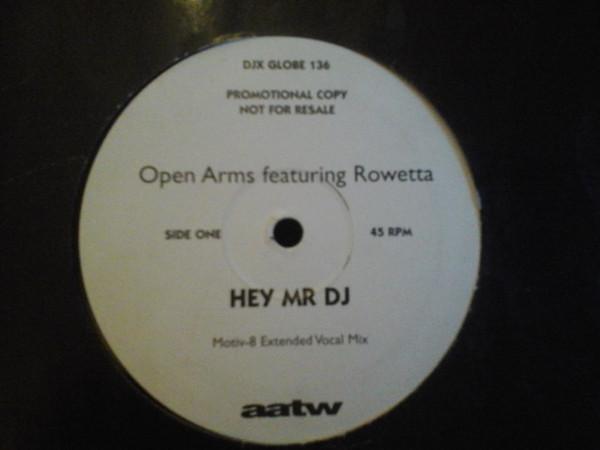 DJX GLOBE 136
PROMOTIONAL COPY
NOT FOR RESALE
Open Arms featuring Rowetta
SIDE ONE
45 RPM
HEY MR DJ
Motiv-8 Extended Vocal Mix
aatw